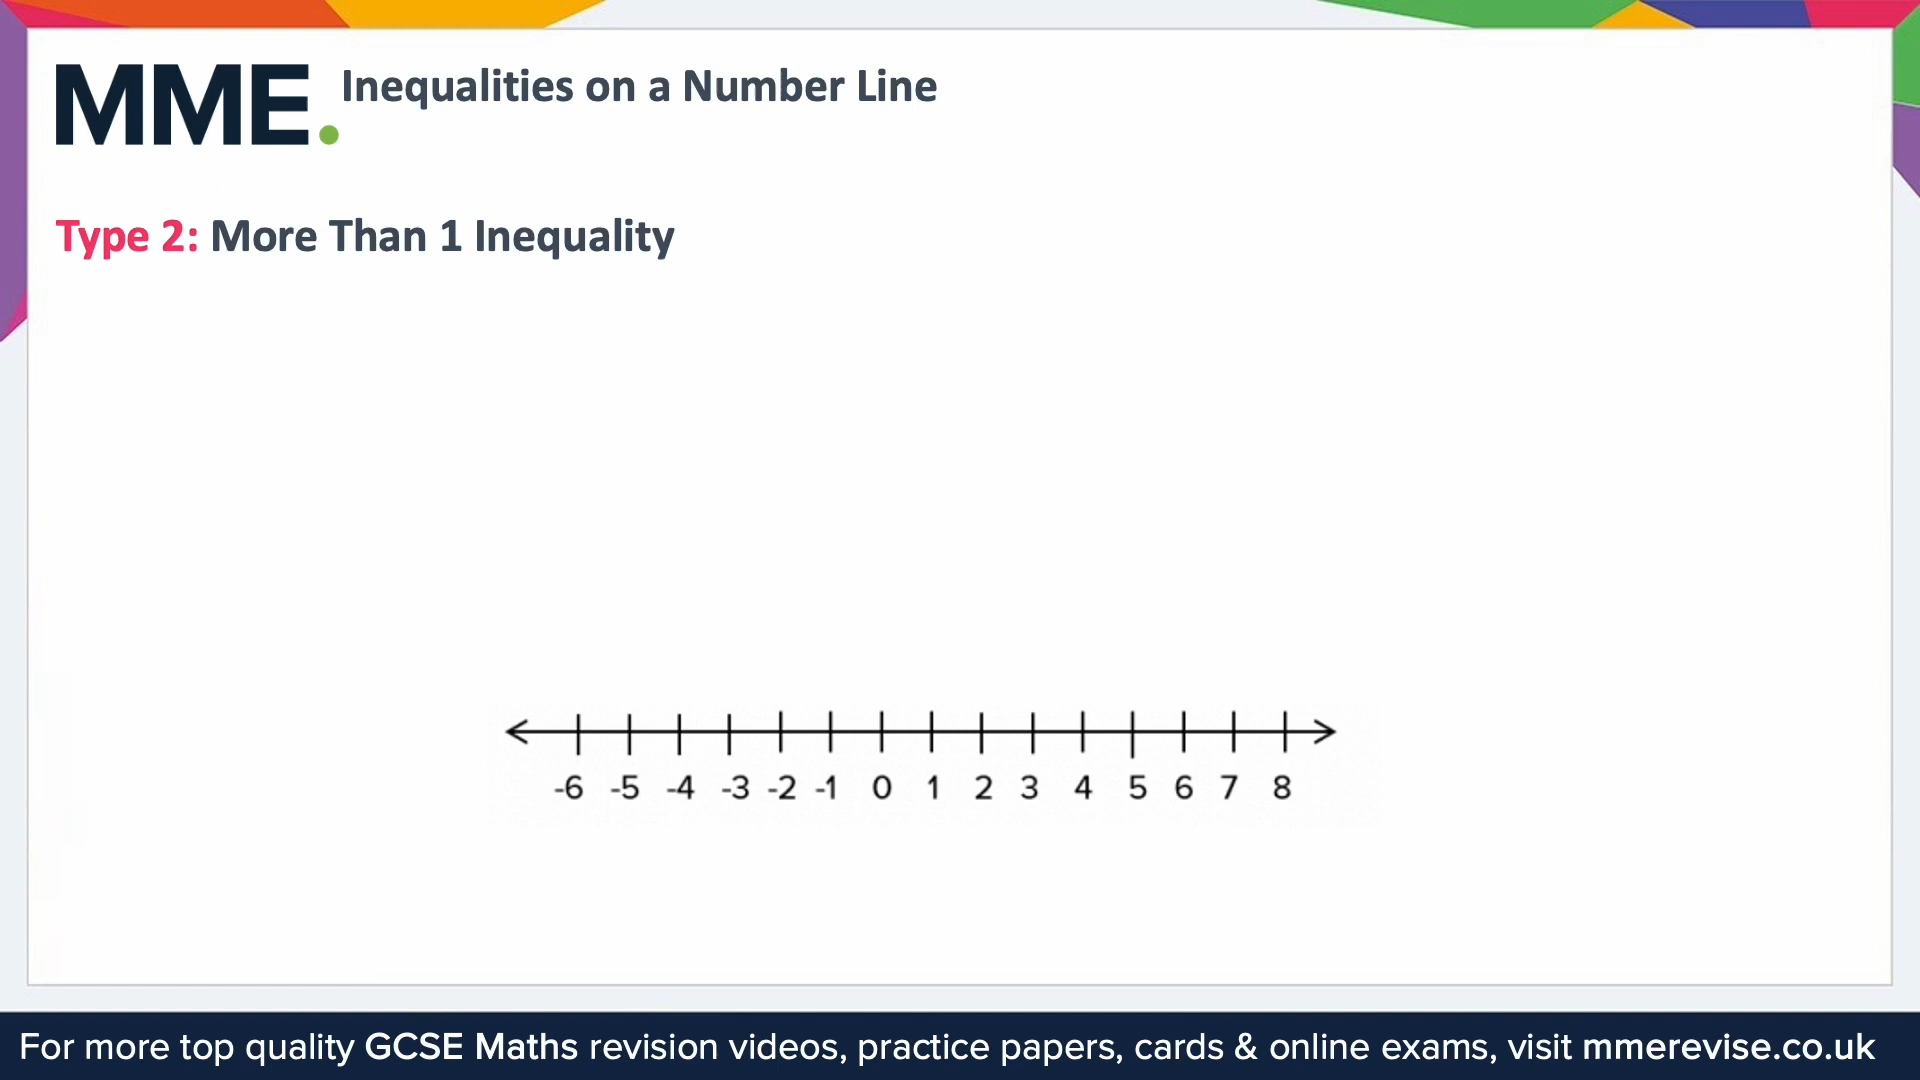 MME. Inequalities on a Number Line
Type 2: More Than 1 Inequality
-6 -5 -4 -3 -2 -1 0 1 2 3 4 5 6 7 8
For more top quality GCSE Maths revision videos, practice papers, cards & online exams, visit mmerevise.co.uk